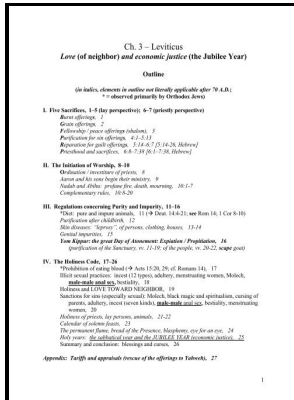 Ch. 3 – Leviticus
Love (of neighbor) and economic justice (the Jubilee Year)
Outline
(in italics, elements in outline not literally applicable after 70 A.D.;
* = observed primarily by Orthodox Jews)
I. Five Sacrifices, 1–5 (lay perspective); 6–7 (priestly perspective)
Burnt offerings, 1
Grain offerings, 2
Fellowship / peace offerings (shalom), 3
Purification for sin offerings, 4:1–5:13
Reparation for guilt offerings, 5:14–6:7 [5:14-26, Hebrew]
Priesthood and sacrifices, 6:8–7:38 [6:1–7:38, Hebrew]
II. The Initiation of Worship, 8–10
Ordination / investiture of priests, 8
Aaron and his sons begin their ministry, 9
Nadab and Abihu: profane fire, death, mourning, 10:1-7
Complementary rules, 10:8-20
III. Regulations concerning Purity and Impurity, 11–16
*Diet: pure and impure animals, 11 (→ Deut. 14:4-21; see Rom 14; 1 Cor 8-10)
Purification after childbirth, 12
Skin diseases: "leprosy", of persons, clothing, houses, 13-14
Genital impurities, 15
Yom Kippur: the great Day of Atonement: Expiation / Propitiation, 16
(purification of the Sanctuary, vv. 11-19; of the people, vv. 20-22, scape goat)
IV. The Holiness Code, 17–26
*Prohibition of eating blood (→ Acts 15:20, 29; cf. Romans 14), 17
Illicit sexual practices: incest (12 types), adultery, menstruating women, Molech,
male-male anal sex, bestiality, 18
Holiness and LOVE TOWARD NEIGHBOR, 19
Sanctions for sins (especially sexual): Molech, black magic and spiritualism, cursing of
parents, adultery, incest (seven kinds), male-male anal sex, bestiality, menstruating
women, 20
Holiness of priests, lay persons, animals, 21-22
Calendar of solemn feasts, 23
The permanent flame, bread of the Presence, blasphemy, eye for an eye, 24
Holy years: the sabbatical year and the JUBILEE YEAR (economic justice), 25
Summary and conclusion: blessings and curses, 26
Appendix: Tariffs and appraisals (rescue of the offerings to Yahweh), 27
1